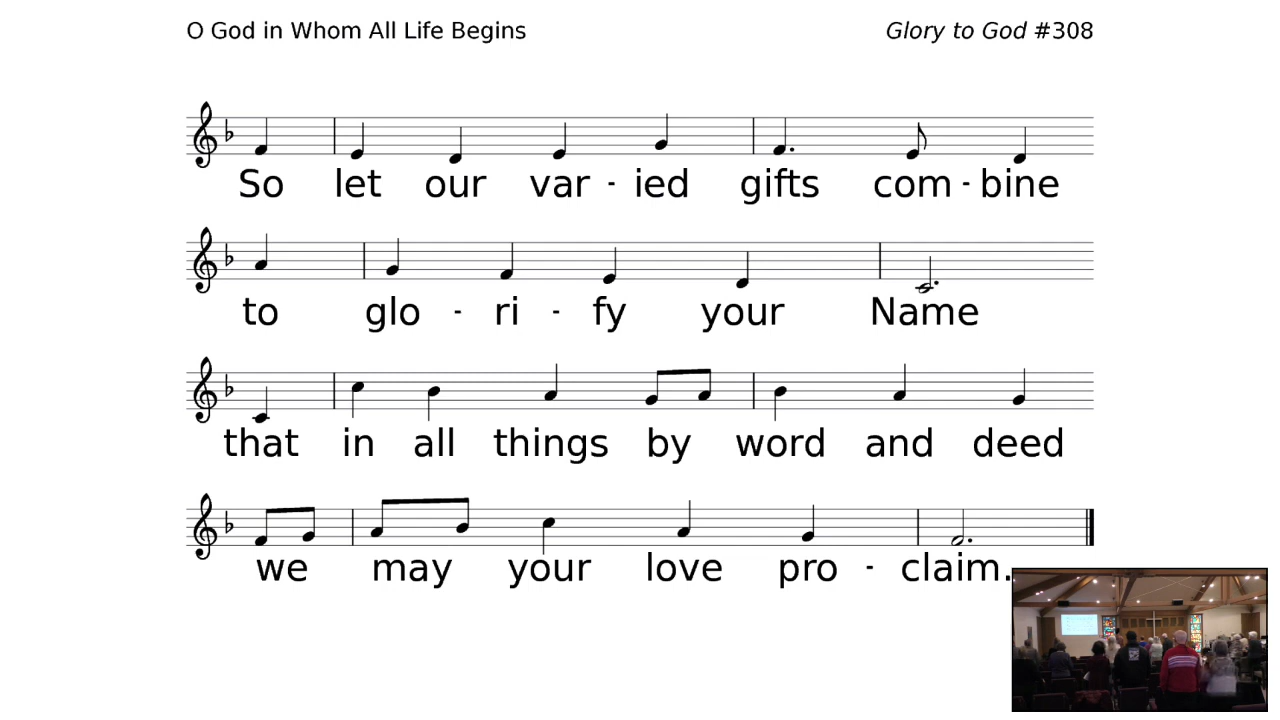 O God in Whom All Life Begins Glory to God #308
So let our var - ied gifts com - bine
to glo - ri - fy your Name
that in all things by word and deed
we may your love pro - claim.